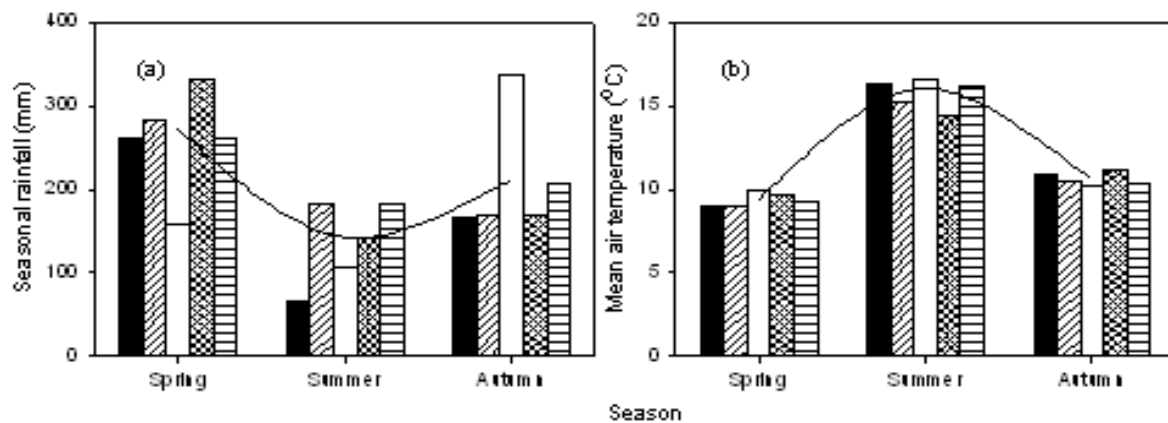 400
300
200
100
0
Seasonal rainfall (mm)
(a)
Spring
Summer
Autumn
20
15
10
5
0
Mean air temperature (°C)
(b)
Spring
Summer
Autumn
Season